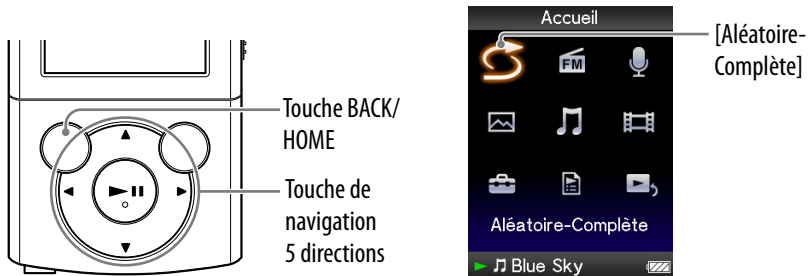 Touche BACK/
HOME
Touche de
navigation
5 directions
Accueil
FM
Aléatoire-Complète
Blue Sky
[Aléatoire-
Complète]